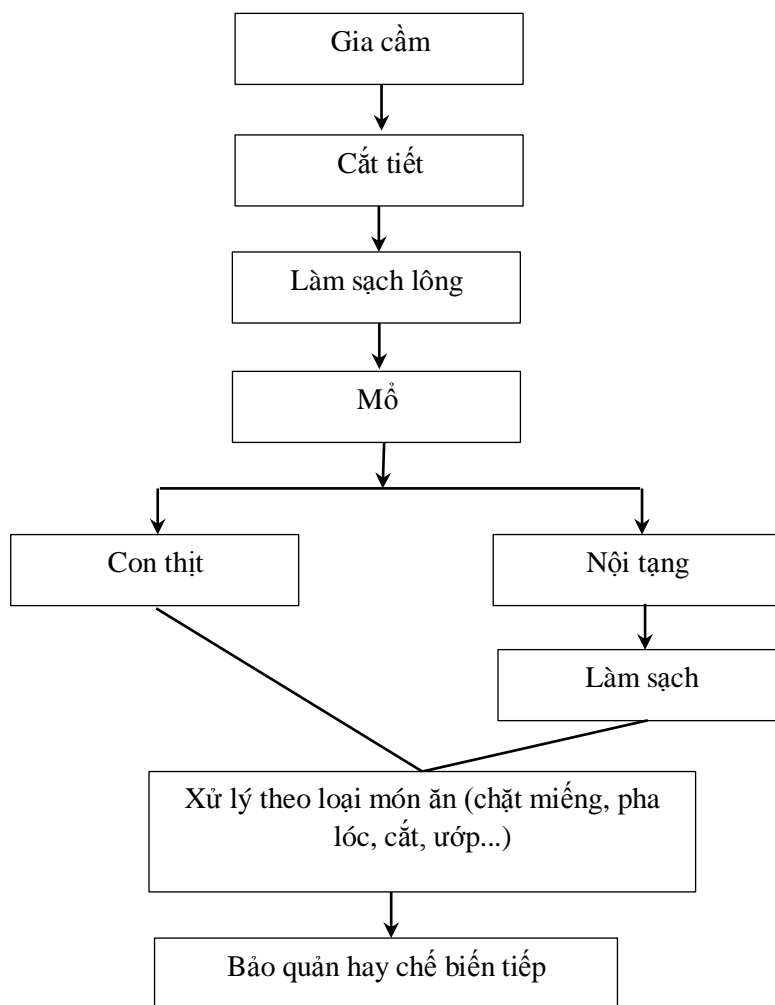 Gia cầm
Cắt tiết
Làm sạch lông
Mổ
Con thịt
Nội tạng
Làm sạch
Xử lý theo loại món ăn (chặt miếng, pha
lóc, cắt, ướp...)
Bảo quản hay chế biến tiếp